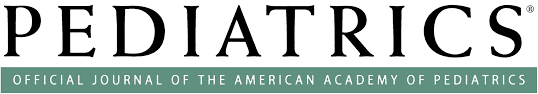 PEDIATRICS®
OFFICIAL JOURNAL OF THE AMERICAN ACADEMY OF PEDIATRICS